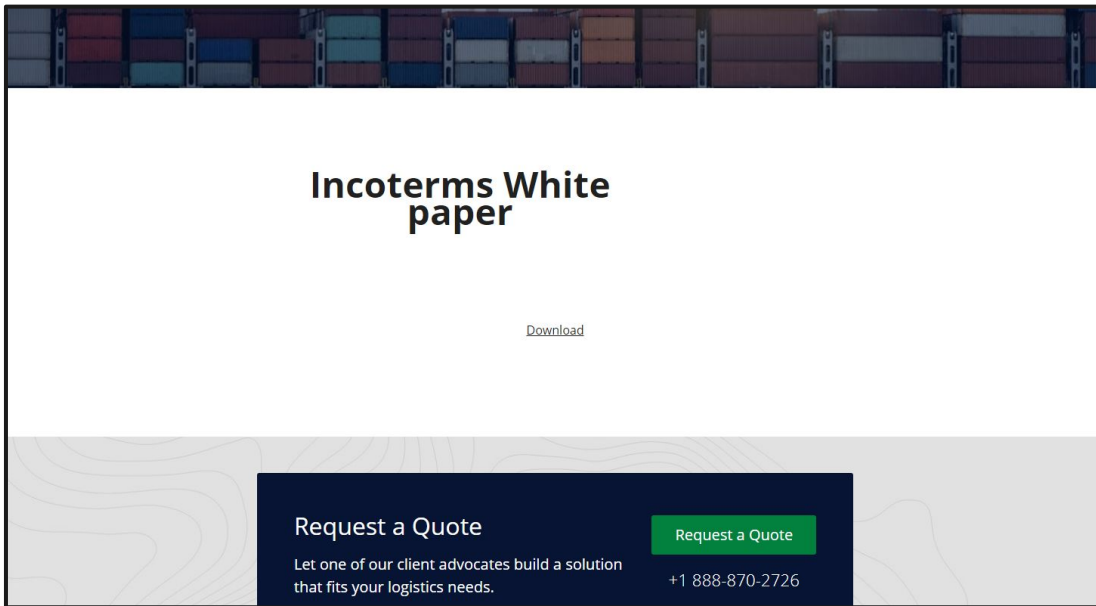 Incoterms White
paper
Download
Request a Quote
Let one of our client advocates build a solution
that fits your logistics needs.
Request a Quote
+1 888-870-2726